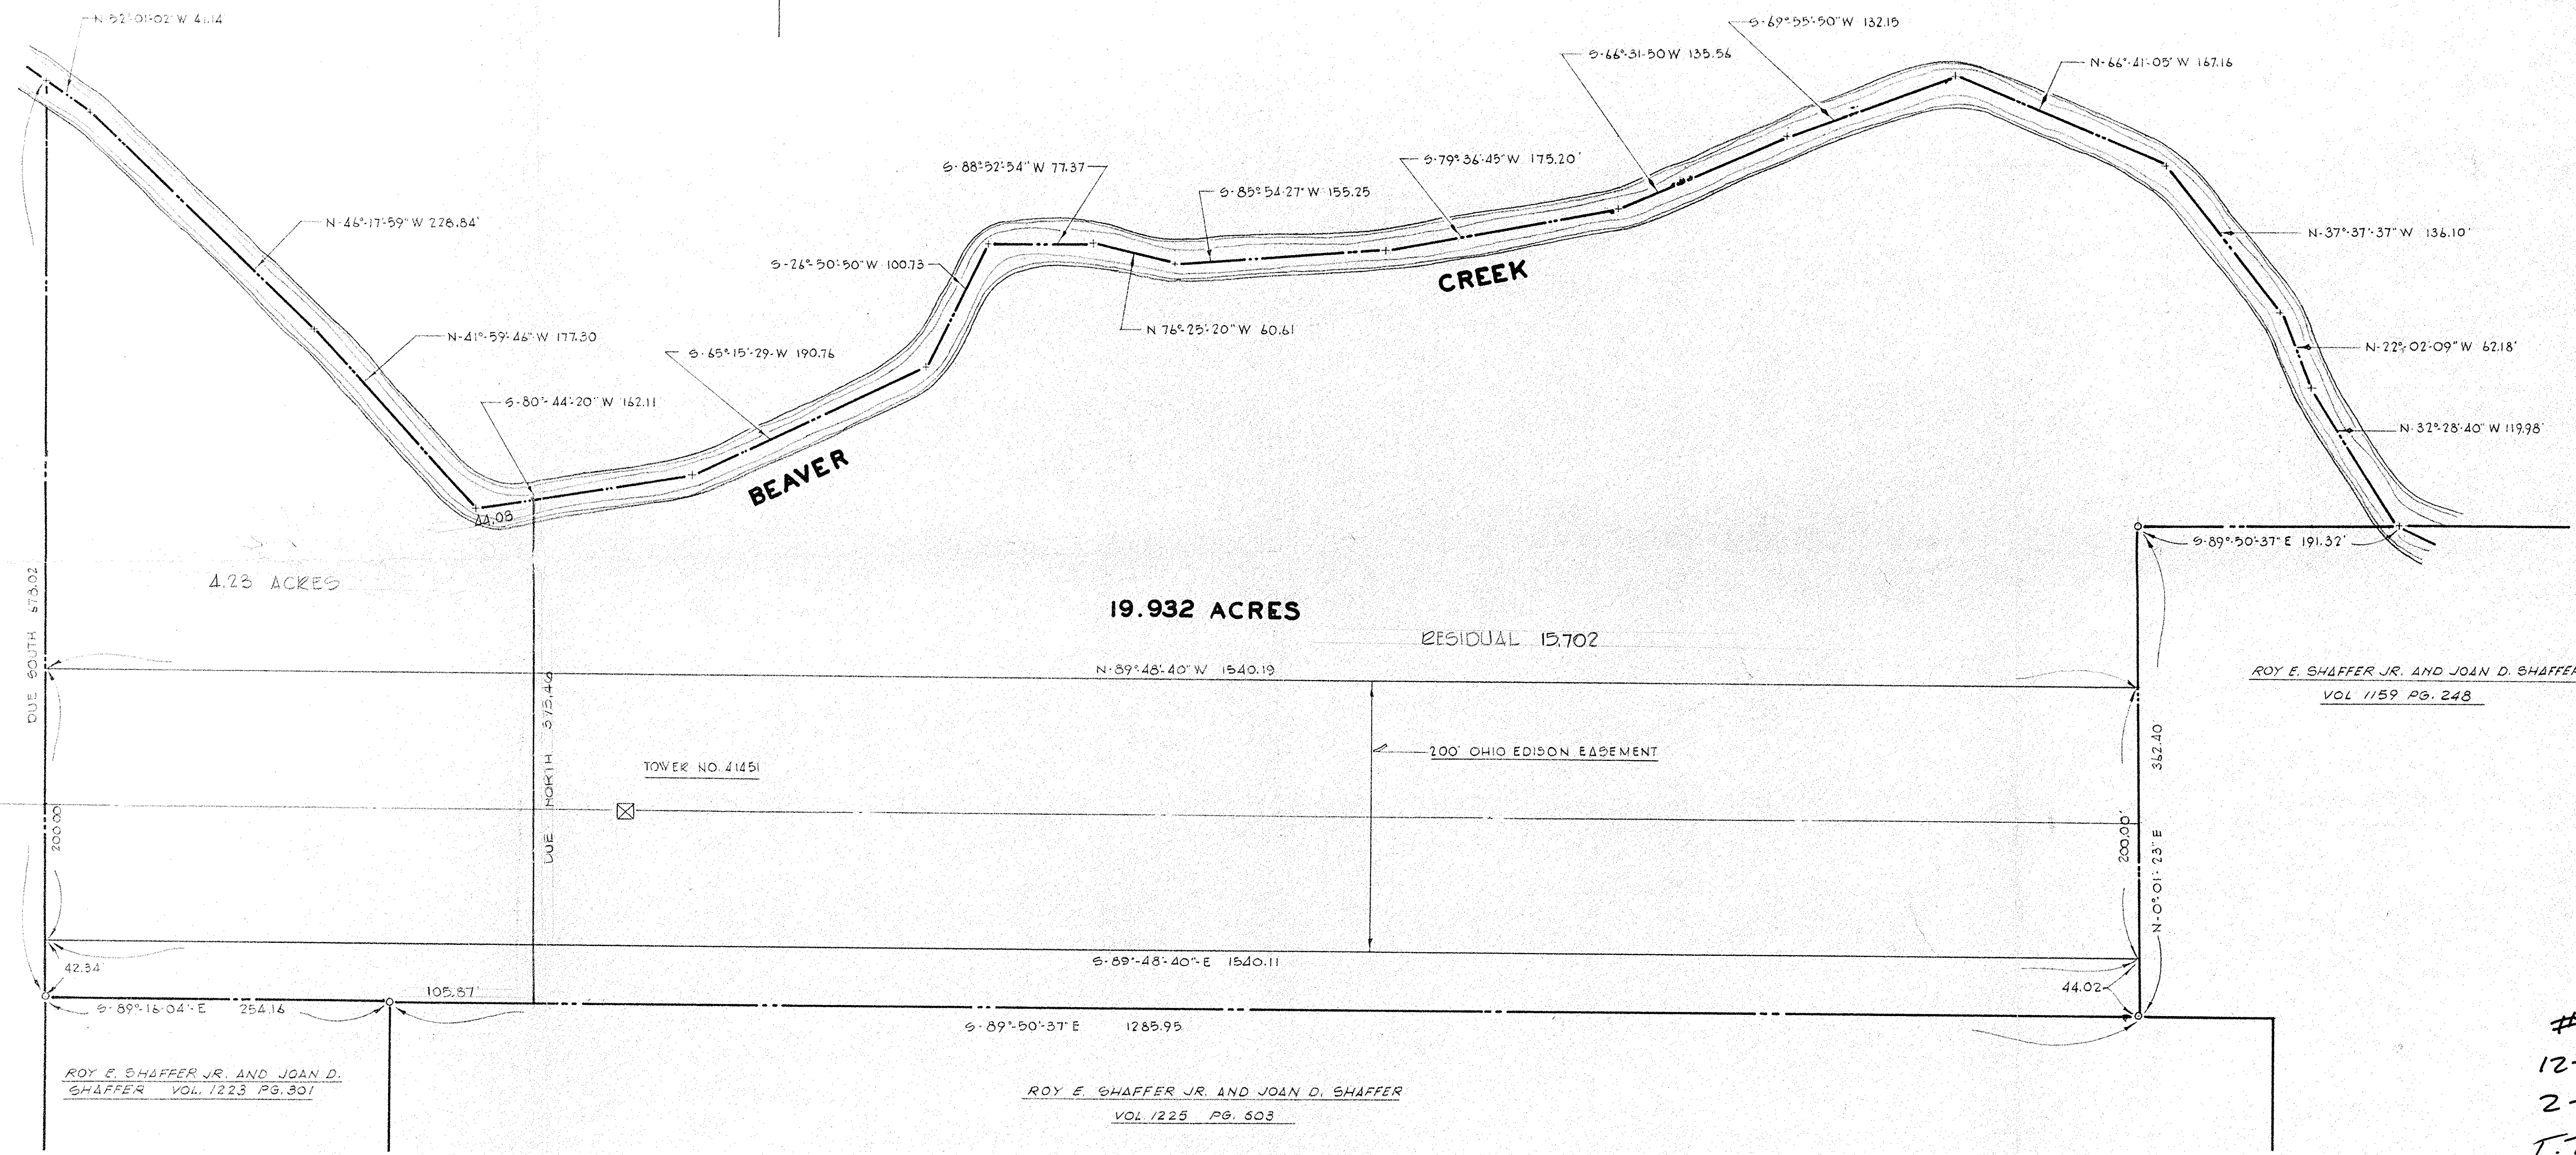 N-52°-01'-02" W 41.14'
S-69°55'-50" W 132.15
S-66°-31-50 W 135.56
N-66°-41'-05" W 167.16
S-88°-52'-54" W 77.37
S-79° 36'-45" W 175.20'
S-85° 54'-27" W 155.25
N-46°-17'-59" W 228.84'
N-37°-37'-37" W 136.10'
S-26°-50'-50" W 100.73
CREEK
N 76°-25'-20" W 60.61
N-41°-59'-46" W 177.30
S-65°15'-29- W 190.76
N-22°-02'-09" W 62.18'
S-80°-44'-20" W 162.11
N-32°-28'-40" W 119.98'
BEAVER
44.08
S-89°-50'-37" E 191.32'
4.23 ACRES
19.932 ACRES
RESIDUAL 15.702
DUE SOUTH 678.02
N-89°-48'-40" W 1540.19
ROY E. SHAFFER JR. AND JOAN D. SHAFFER
VOL 1159 PG. 248
DUE NORTH 373.46
362.40'
200' OHIO EDISON EASEMENT
TOWER NO. 41451
200.00
200.00'
N-0°-01'-23" E
S-89°-48'-40"-E 1540.11
42.34'
44.02
105.87'
S-89°-16'-04"-E 254.16
S-89°-50'-37" E 1285.95
#
12-
2-
ROY E. SHAFFER JR. AND JOAN D.
SHAFFER VOL. 1223 PG. 301
ROY E. SHAFFER JR. AND JOAN D. SHAFFER
VOL. 1225 PG. 603